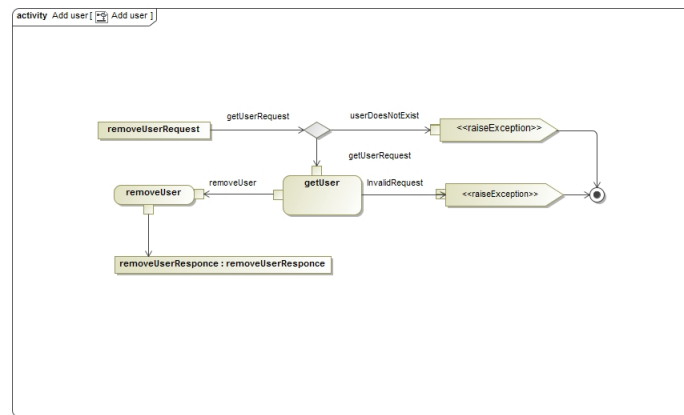 activity Add user [ Add user ]
getUserRequest
userDoesNotExist
removeUserRequest
<<raiseException>>
getUserRequest
removeUser
removeUser
getUser
InvalidRequest
<<raiseException>>
removeUserResponce : removeUserResponce